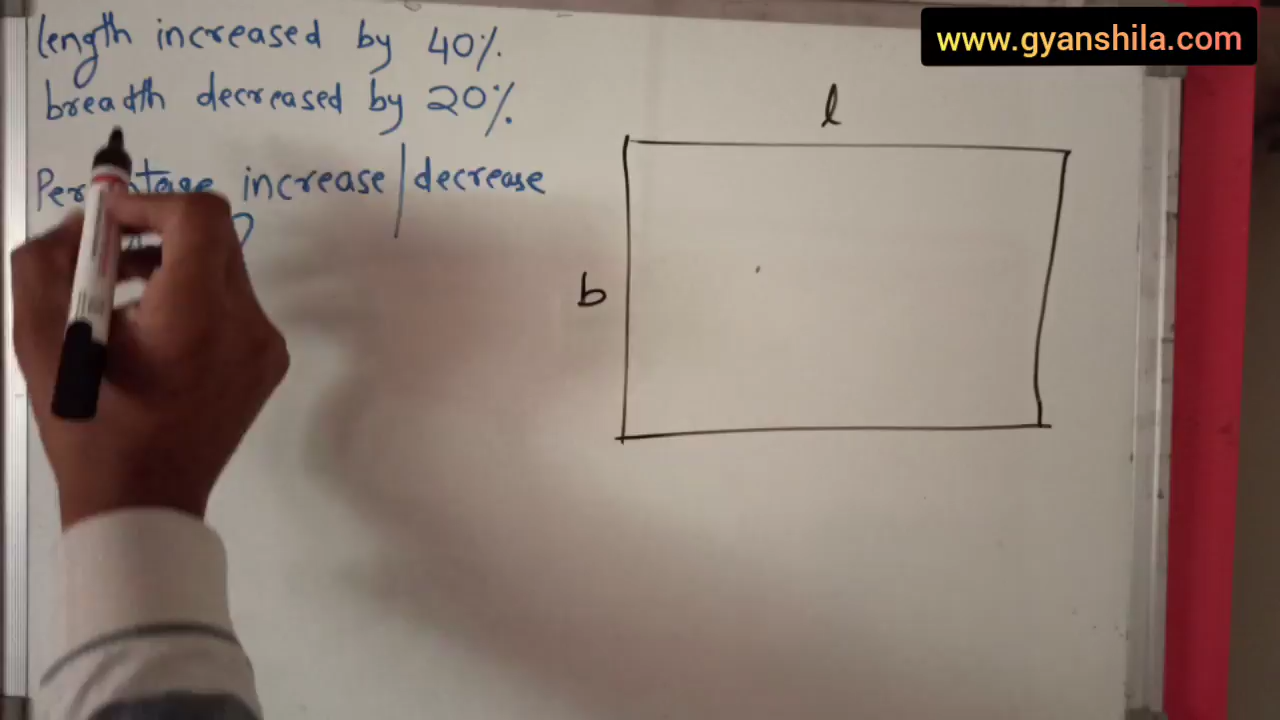 length increased by 40%.
www.gyanshila.com
breadth decreased by 20%.
l
increase/decrease
b